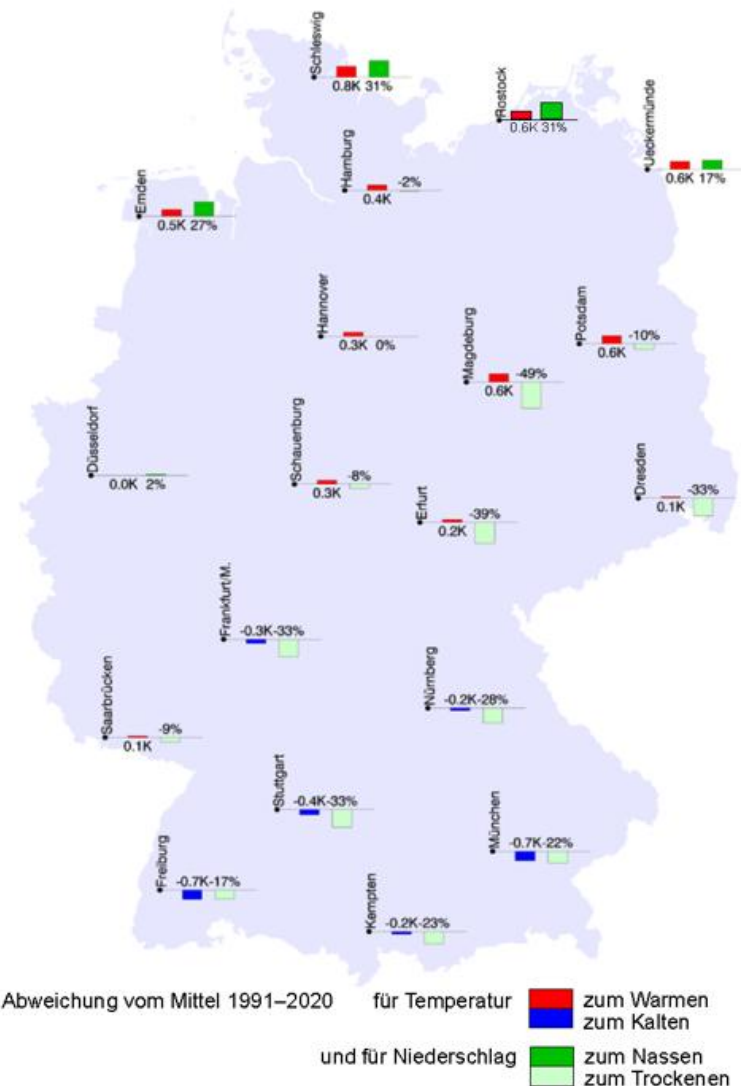 Schleswig
0.8K 31%
Rostock
0.6K 31%
Ueckermünde
0.6K 17%
Hamburg
-2%
0.4K
Emden
0.5K 27%
Hannover
0.3K 0%
Potsdam
-10%
0.6K
Magdeburg
-49%
0.6K
Düsseldorf
0.0K 2%
Schauenburg
-8%
0.3K
Dresden
-33%
0.1K
Erfurt
-39%
0.2K
Frankfurt/M.
-0.3K-33%
Nürnberg
-0.2K-28%
Saarbrücken
-9%
0.1K
Stuttgart
-0.4K-33%
München
-0.7K-22%
Freiburg
-0.7K-17%
Kempten
-0.2K-23%
Abweichung vom Mittel 1991–2020 für Temperatur zum Warmen
zum Kalten
und für Niederschlag zum Nassen
zum Trockenen